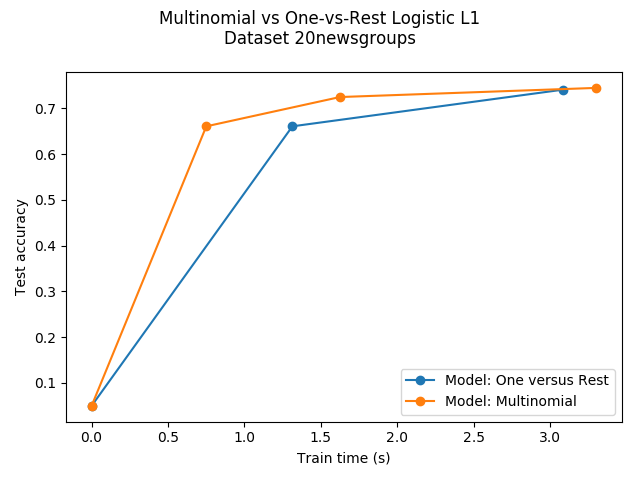 Multinomial vs One-vs-Rest Logistic L1
Dataset 20newsgroups
0.7
0.6
0.5
0.4
0.3
0.2
0.1
Test accuracy
Model: One versus Rest
Model: Multinomial
0.0 0.5 1.0 1.5 2.0 2.5 3.0
Train time (s)